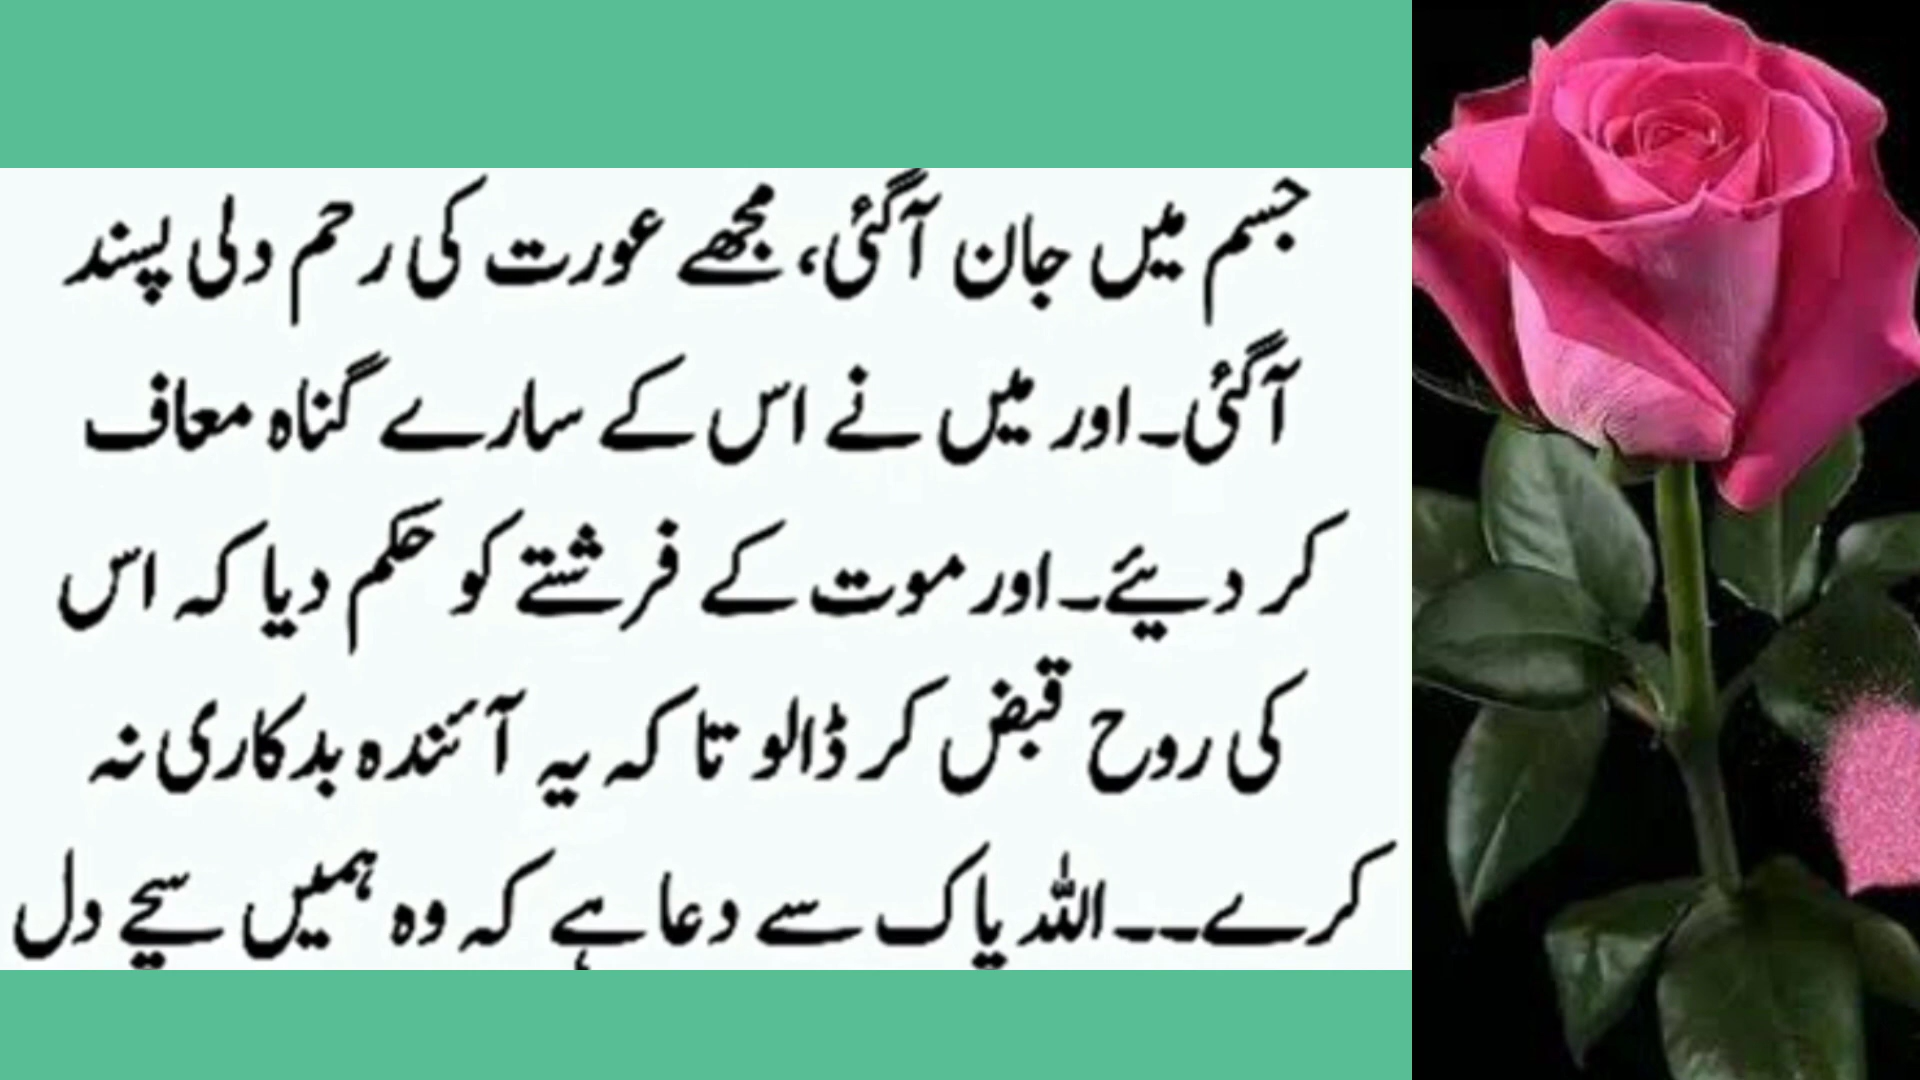 جسم میں جان آگئی، مجھے عورت کی رحم دلی پسند
آگئی۔ اور میں نے اس کے سارے گناہ معاف
کر دیئے۔ اور موت کے فرشتے کو حکم دیا کہ اس
کی روح قبض کر ڈالو تا کہ یہ آئندہ بدکاری نہ
کرے۔۔ اللہ پاک سے دعا ہے کہ وہ ہمیں سچے دل